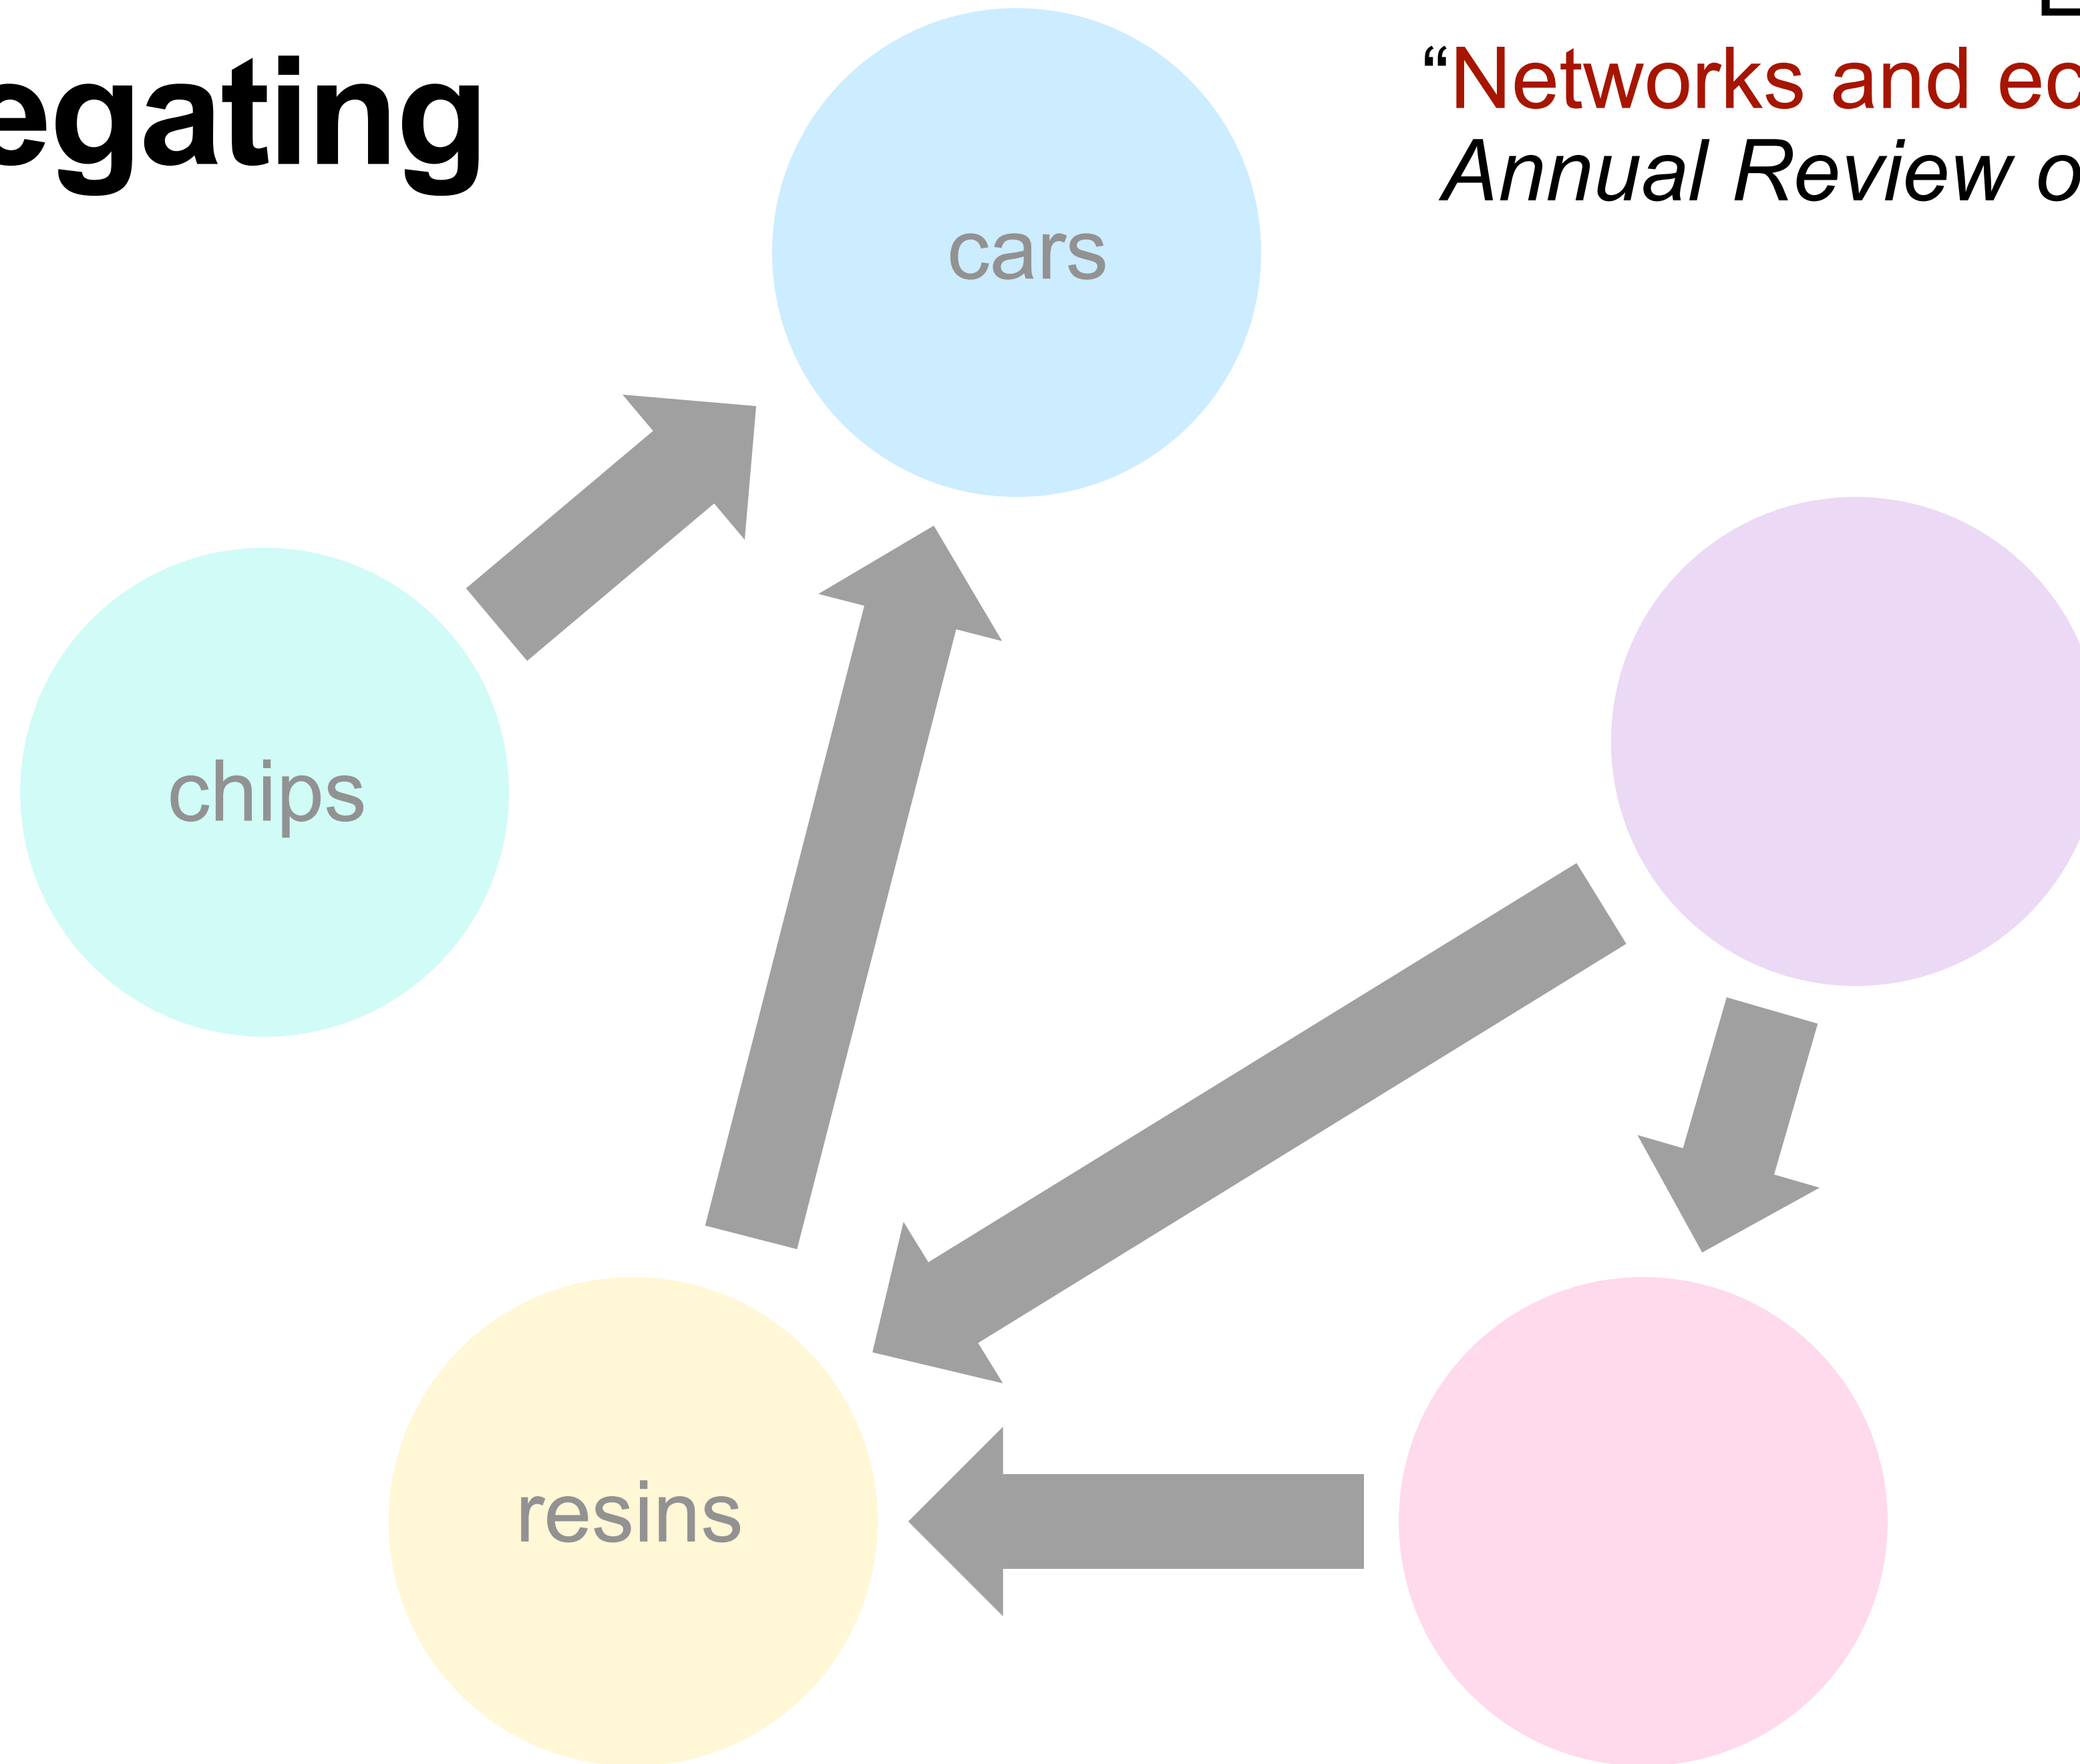 egating
“Networks and ec
Annual Review o
cars
chips
resins